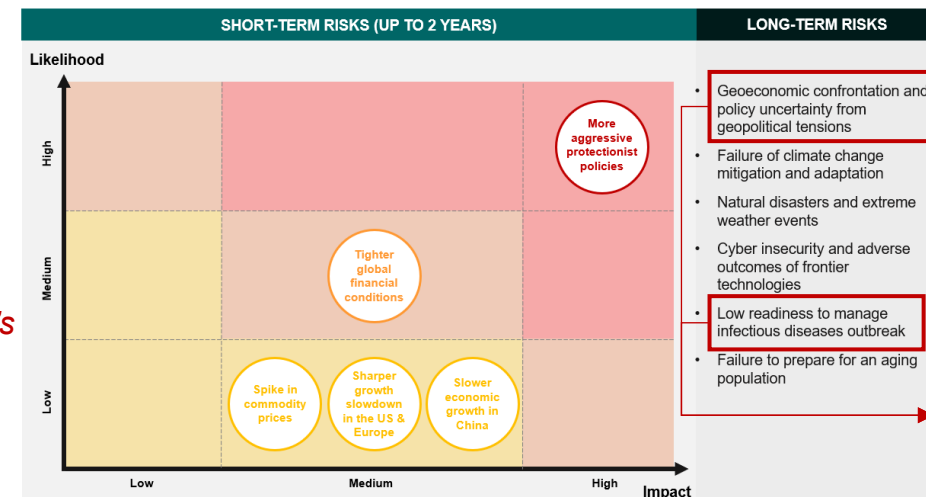 SHORT-TERM RISKS (UP TO 2 YEARS)
LONG-TERM RISKS
Likelihood
High
Medium
Low
More
aggressive
protectionist
policies
Tighter
global
financial
conditions
Spike in
commodity
prices
Sharper
growth
slowdown
in the US &
Europe
Slower
economic
growth in
China
Low
Medium
High
Impact
• Geoeconomic confrontation and
policy uncertainty from
geopolitical tensions
• Failure of climate change
mitigation and adaptation
• Natural disasters and extreme
weather events
• Cyber insecurity and adverse
outcomes of frontier
technologies
• Low readiness to manage
infectious diseases outbreak
• Failure to prepare for an aging
population